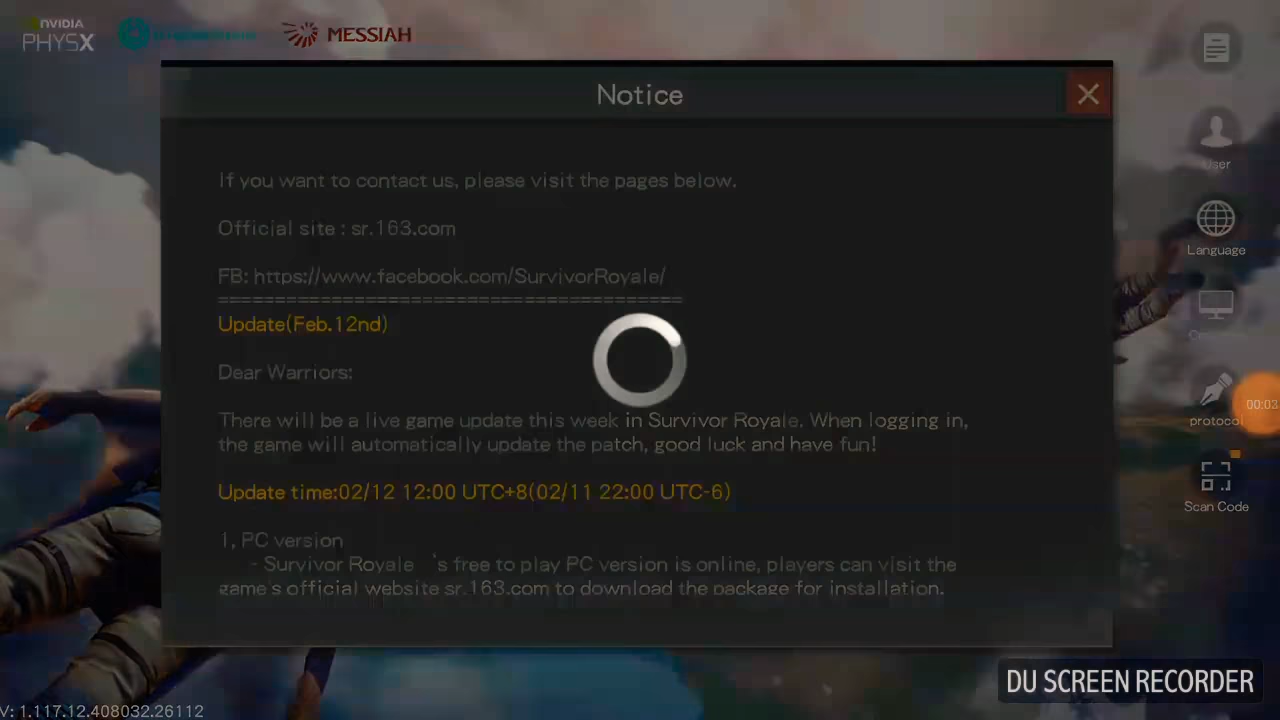 NVIDIA
PHYSX
MESSIAH
Notice
If you want to contact us, please visit the pages below.
Official site : sr.163.com
FB: https://www.facebook.com/SurvivorRoyale/
=======================================
Update(Feb.12nd)
Dear Warriors:
There will be a live game update this week in Survivor Royale. When logging in,
the game will automatically update the patch, good luck and have fun!
Update time:02/12 12:00 UTC+8(02/11 22:00 UTC-6)
1, PC version
- Survivor Royale 's free to play PC version is online, players can visit the
game's official website sr.163.com to download the package for installation.
User
Language
00:03
protocol
Scan Code
DU SCREEN RECORDER
V: 1.117.12.408032.26112